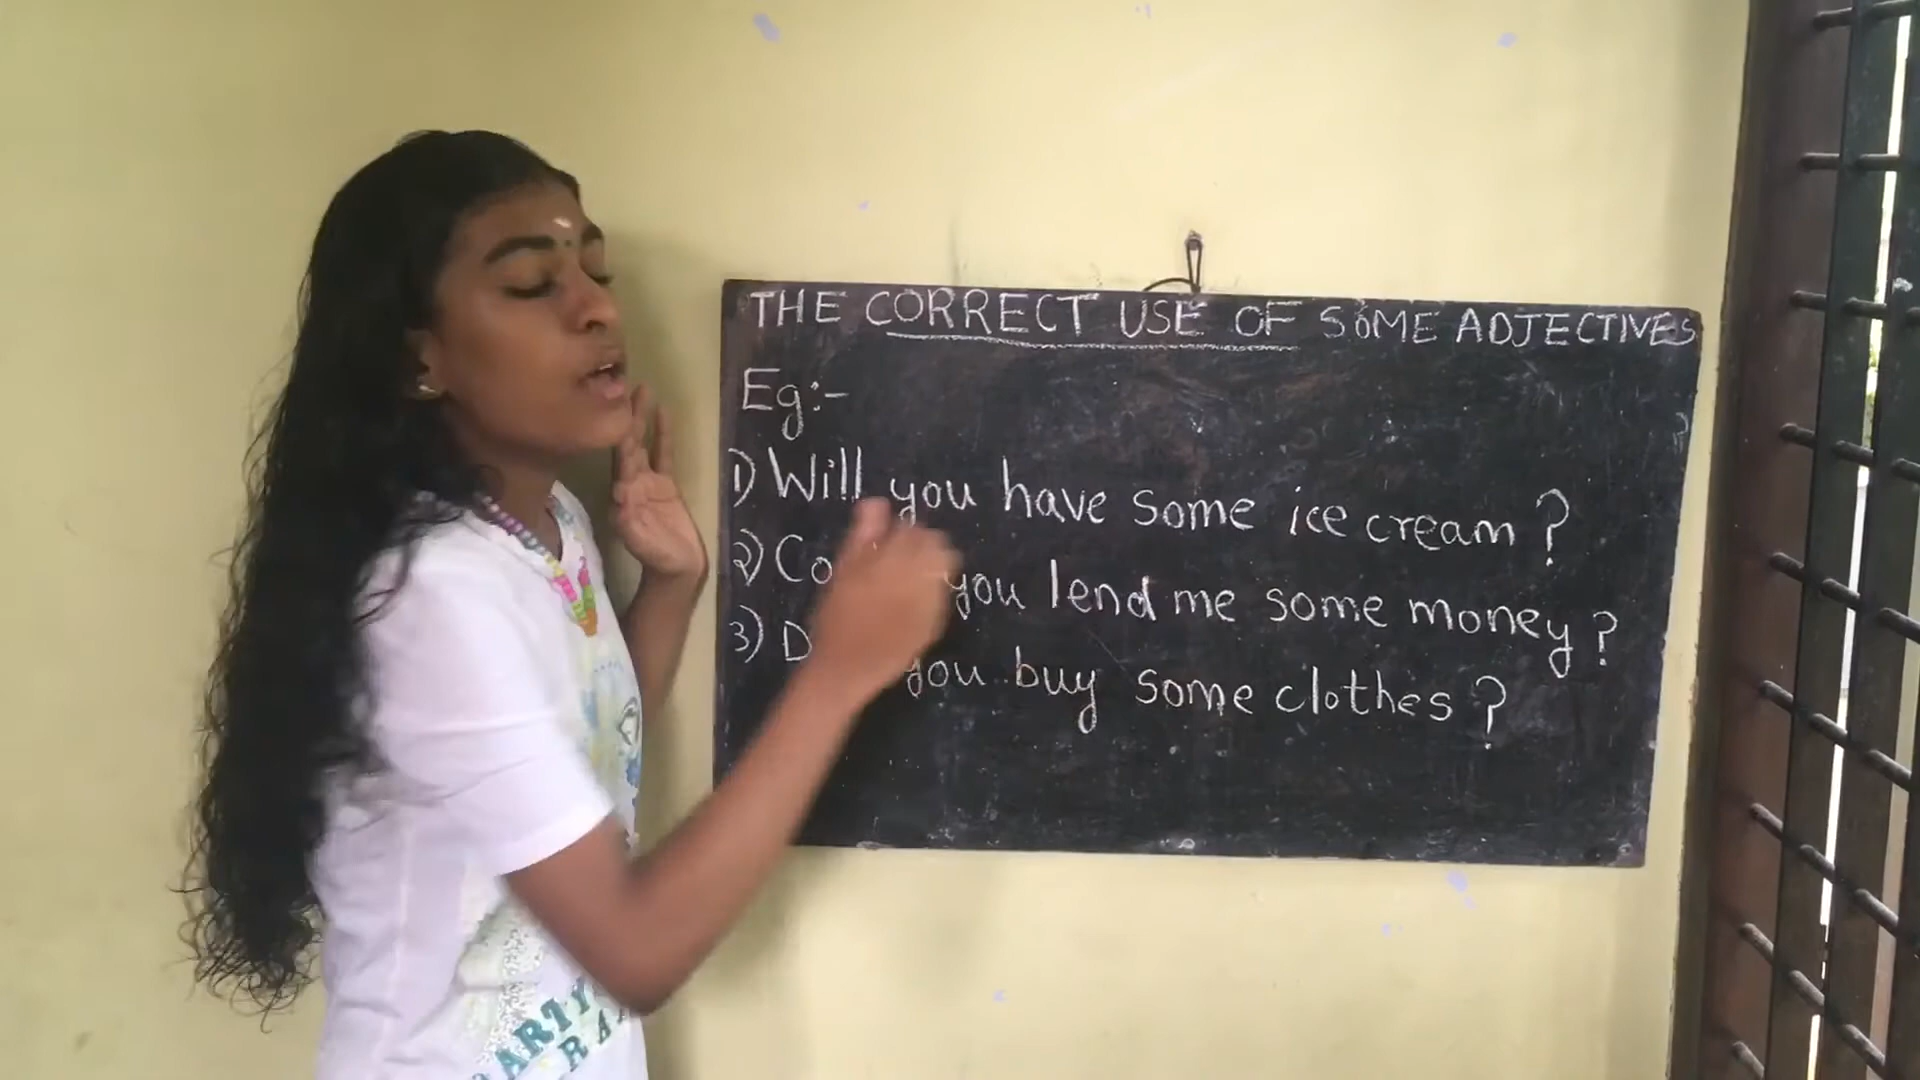 THE CORRECT USE OF SOME ADJECTIVES
Eg:-
1) Will you have some ice cream ?
2) you lend me some money ?
3) you buy some clothes ?